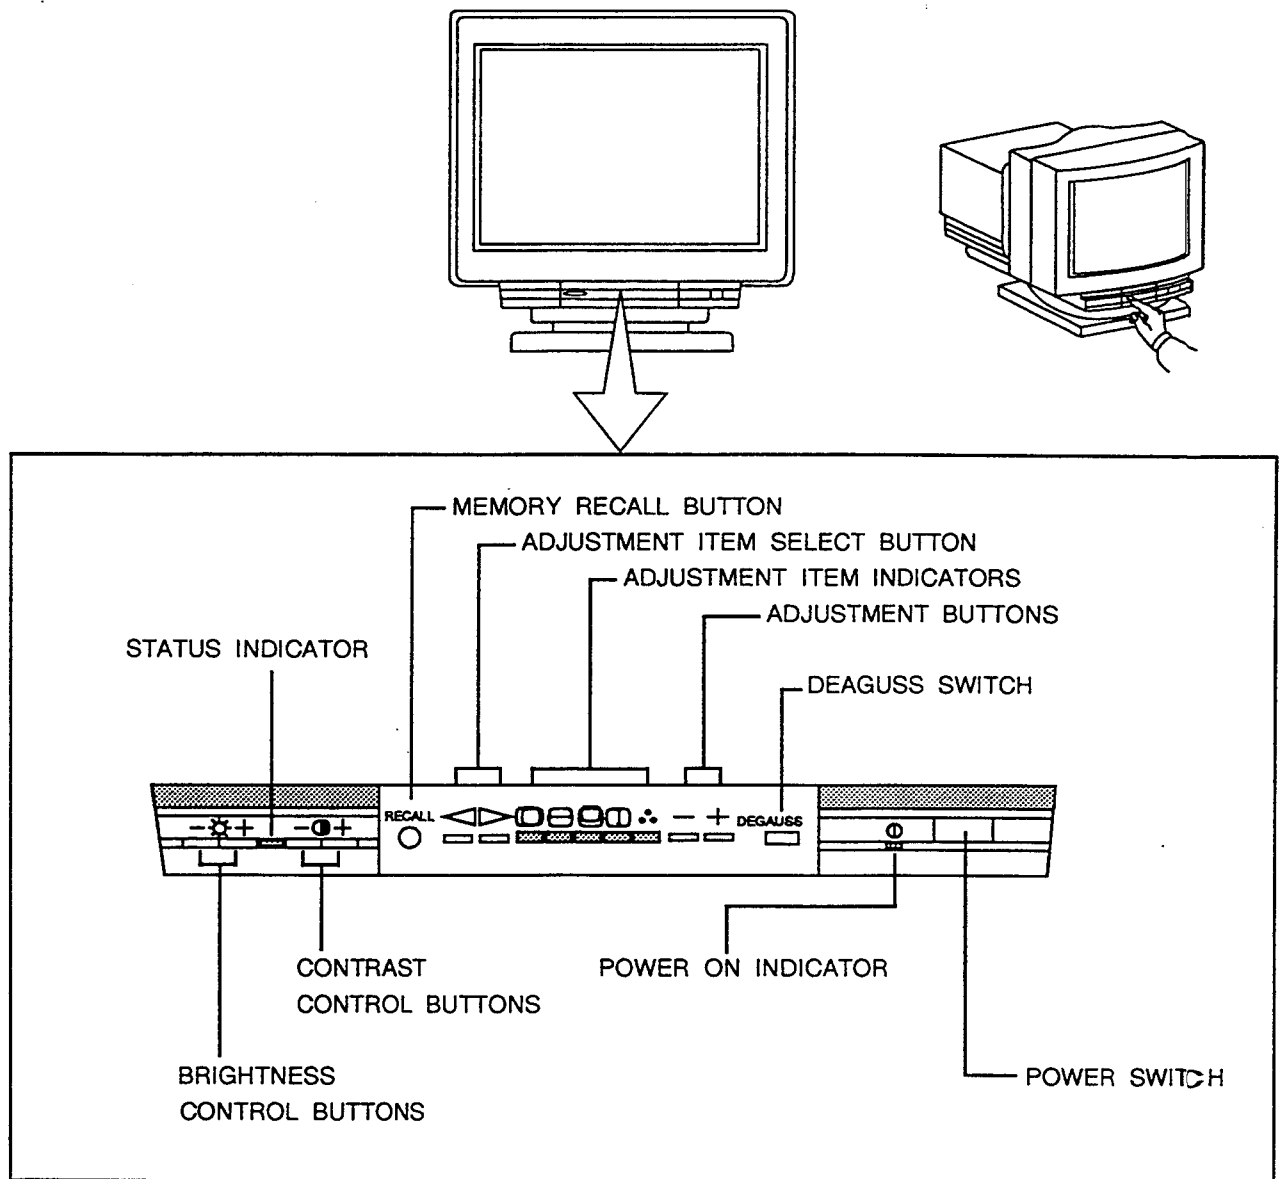 MEMORY RECALL BUTTON
ADJUSTMENT ITEM SELECT BUTTON
ADJUSTMENT ITEM INDICATORS
ADJUSTMENT BUTTONS
STATUS INDICATOR
DEAGUSS SWITCH
- +
- +
RECALL
- +
DEGAUSS
CONTRAST
CONTROL BUTTONS
POWER ON INDICATOR
BRIGHTNESS
CONTROL BUTTONS
POWER SWITCH